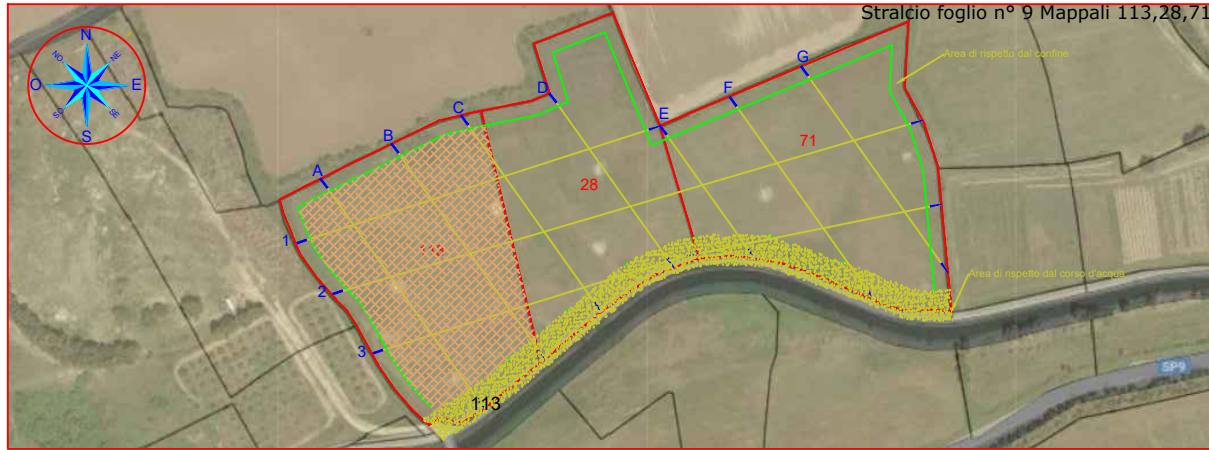 Stralcio foglio n° 9 Mappali 113,28,71
N
NO
NE
O
E
SO
SE
S
Area di rispetto dal confine
G
D
F
C
E
B
A
71
28
1
2
3
Area di rispetto dal corso d'acqua
SP9
113